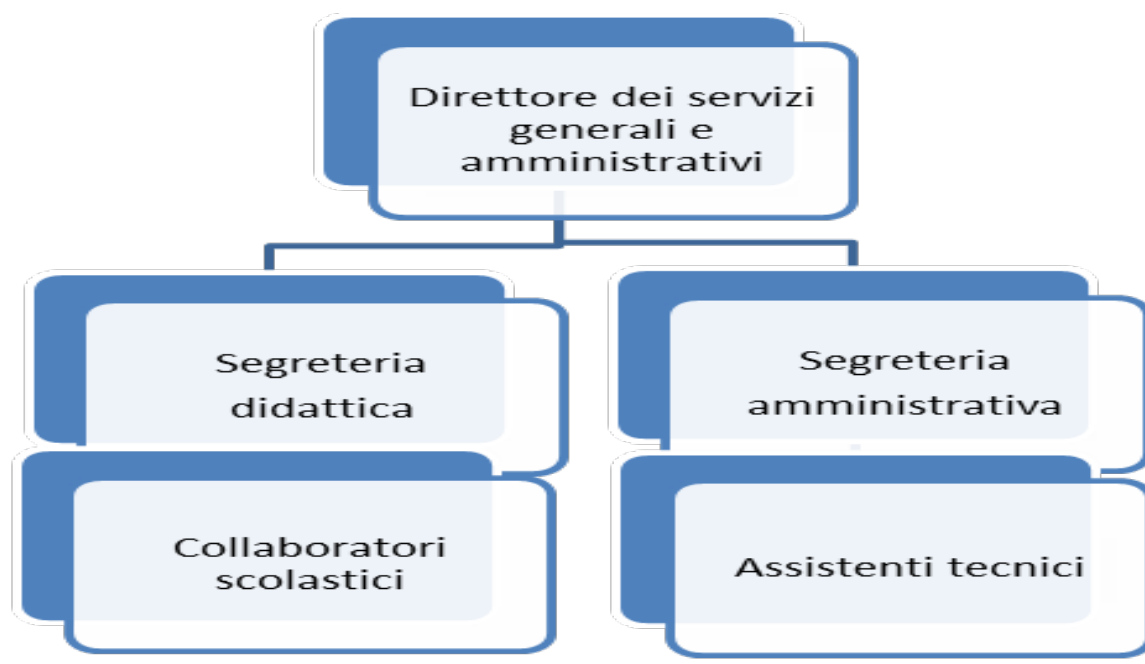 Direttore dei servizi
generali e
amministrativi
Segreteria
didattica
Segreteria
amministrativa
Collaboratori
scolastici
Assistenti tecnici